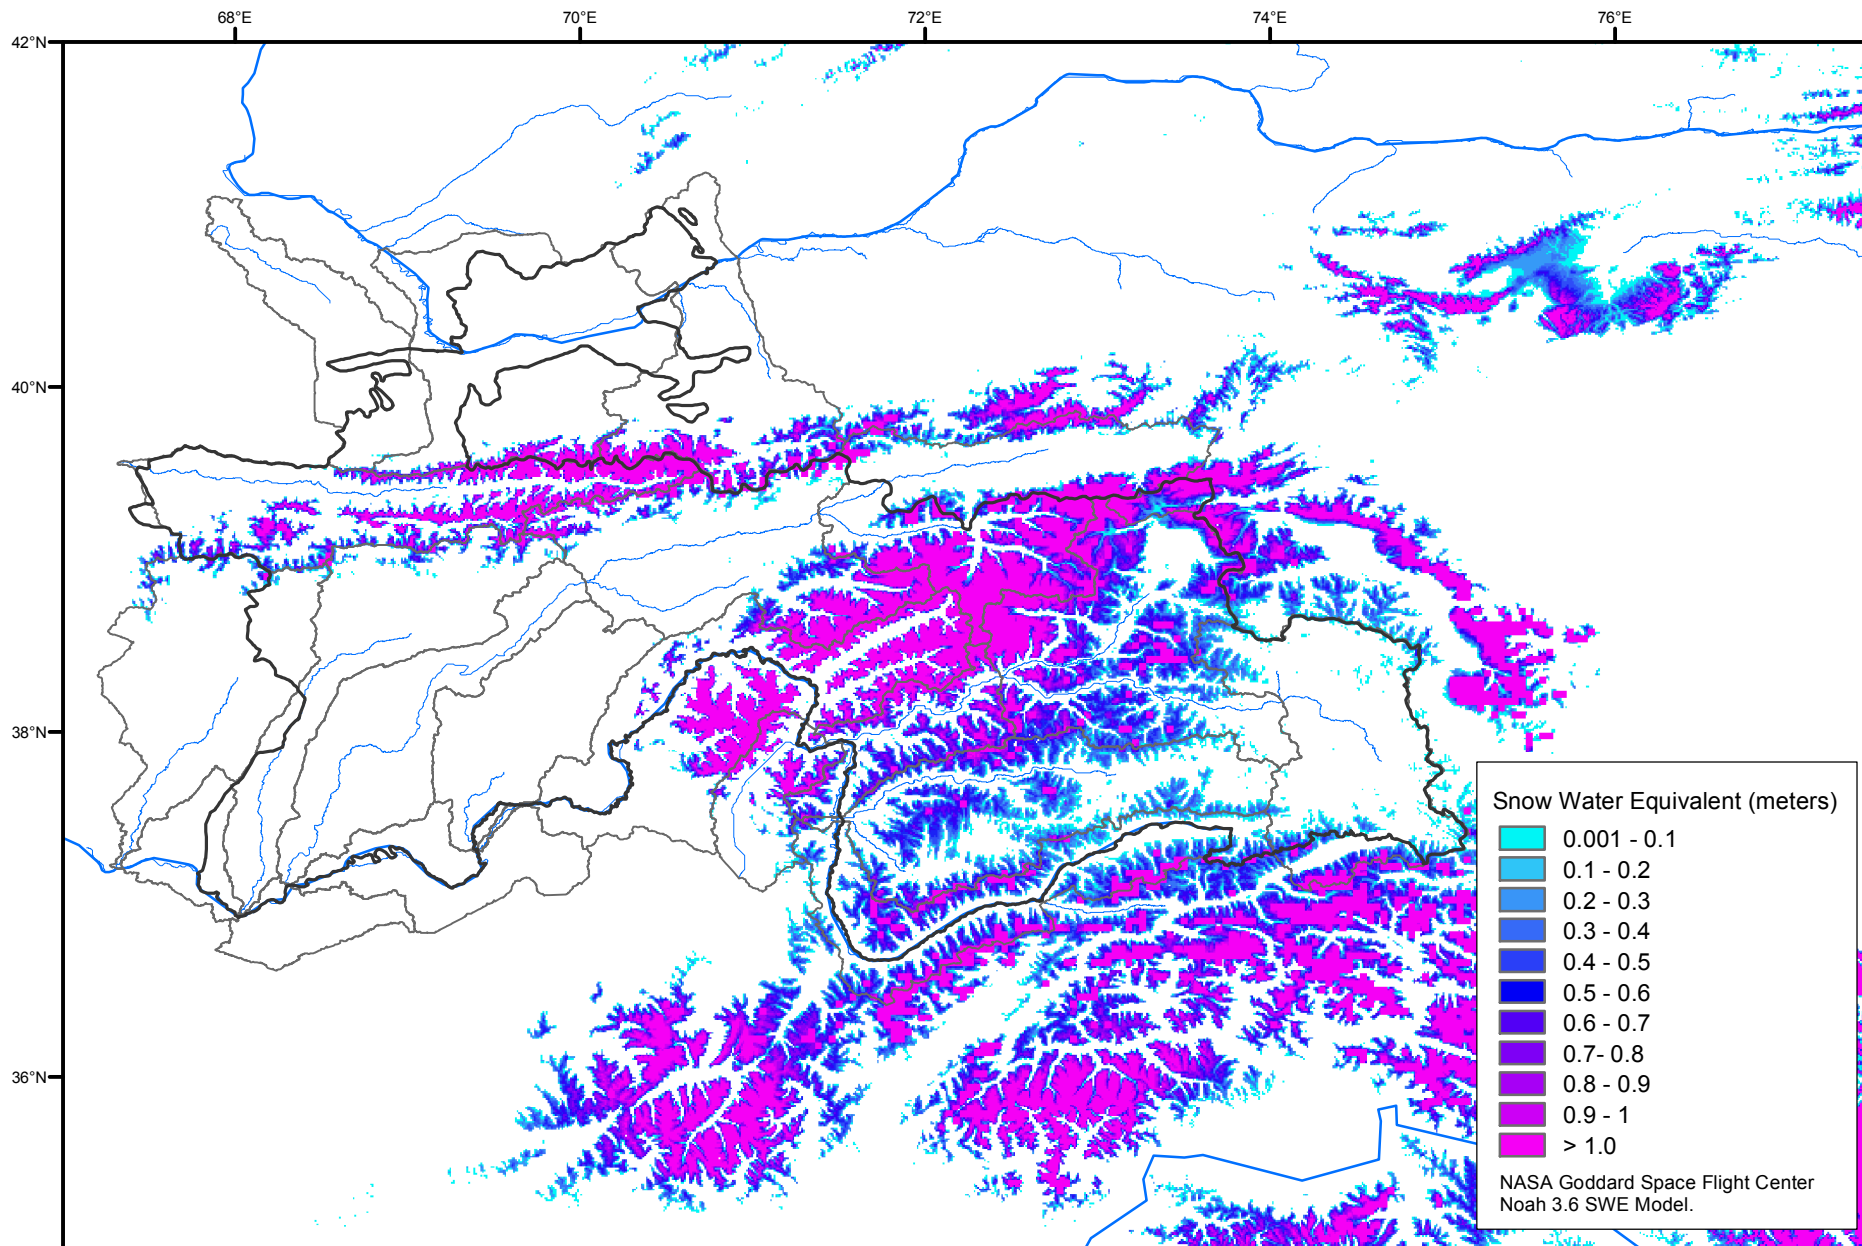 68°E 70°E 72°E 74°E 76°E
42°N
40°N
38°N
36°N
Snow Water Equivalent (meters)
0.001 - 0.1
0.1 - 0.2
0.2 - 0.3
0.3 - 0.4
0.4 - 0.5
0.5 - 0.6
0.6 - 0.7
0.7- 0.8
0.8 - 0.9
0.9 - 1
> 1.0
NASA Goddard Space Flight Center
Noah 3.6 SWE Model.